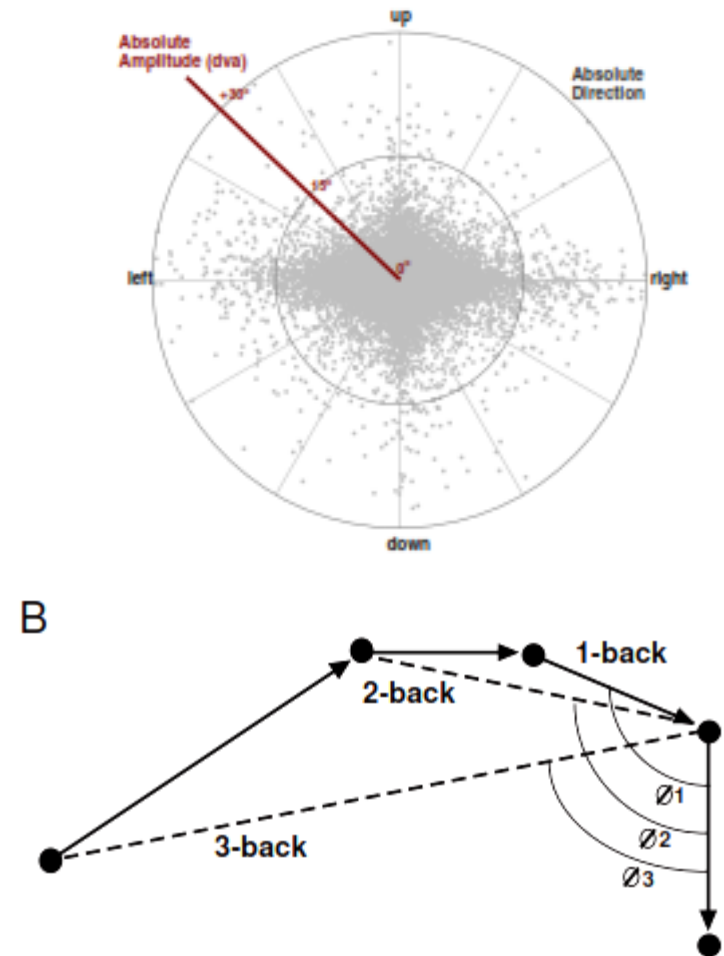 up
Absolute
Amplitude (dva)
Absolute
Direction
+30°
15°
0°
left
right
down
B
1-back
2-back
3-back
Ø1
Ø2
Ø3